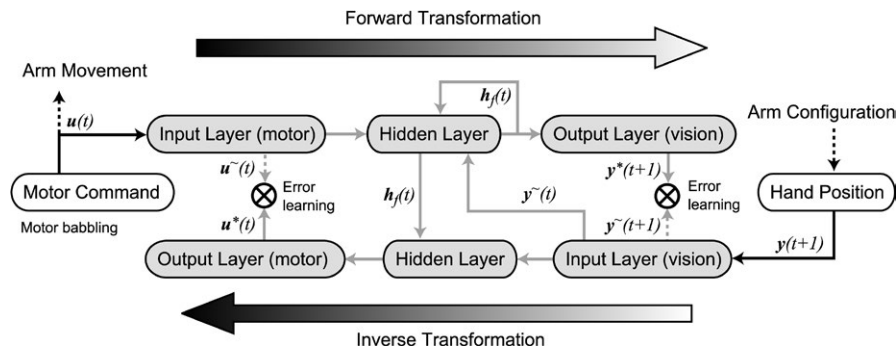 Forward Transformation
Arm Movement
u(t)
h_f(t)
Arm Configuration
Input Layer (motor)
Hidden Layer
Output Layer (vision)
u~(t)
y*(t+1)
Motor Command
Error
learning
h_f(t)
y~(t)
Error
learning
Hand Position
Motor babbling
u*(t)
y~(t+1)
y(t+1)
Output Layer (motor)
Hidden Layer
Input Layer (vision)
Inverse Transformation